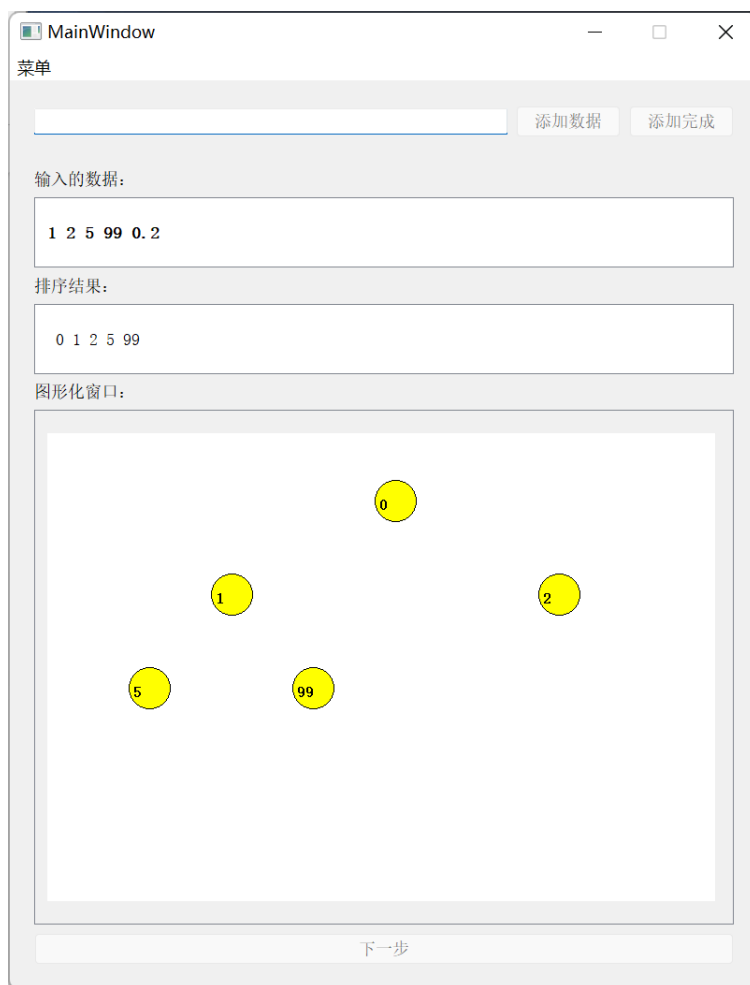 MainWindow
菜单
添加数据 添加完成
输入的数据：
1 2 5 99 0.2
排序结果：
0 1 2 5 99
图形化窗口：
0
1 2
5 99
下一步